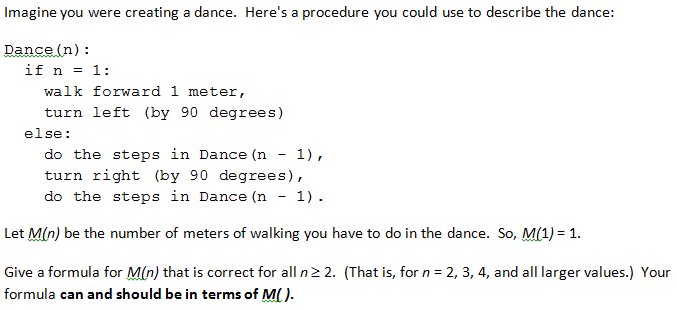 Imagine you were creating a dance.  Here's a procedure you could use to describe the dance:
Dance(n):
  if n = 1:
    walk forward 1 meter,
    turn left (by 90 degrees)
  else:
    do the steps in Dance(n - 1),
    turn right (by 90 degrees),
    do the steps in Dance(n - 1).
Let M(n) be the number of meters of walking you have to do in the dance.  So, M(1) = 1.
Give a formula for M(n) that is correct for all n ≥ 2.  (That is, for n = 2, 3, 4, and all larger values.)  Your
formula can and should be in terms of M( ).